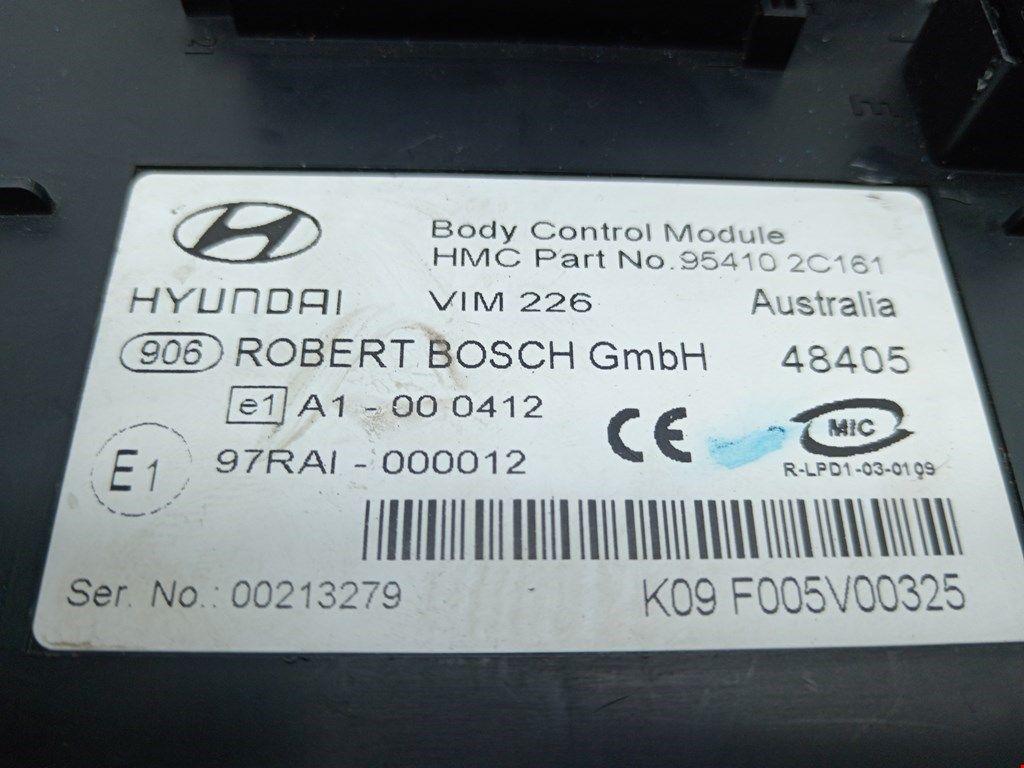 Body Control Module
HMC Part No. 95410 2C161
HYUNDAI VIM 226 Australia
906 ROBERT BOSCH GmbH 48405
e1 A1 - 00 0412
E1 97RAI - 000012
CE MIC
R-LPD1-03-0109
Ser. No.: 00213279 K09 F005V00325